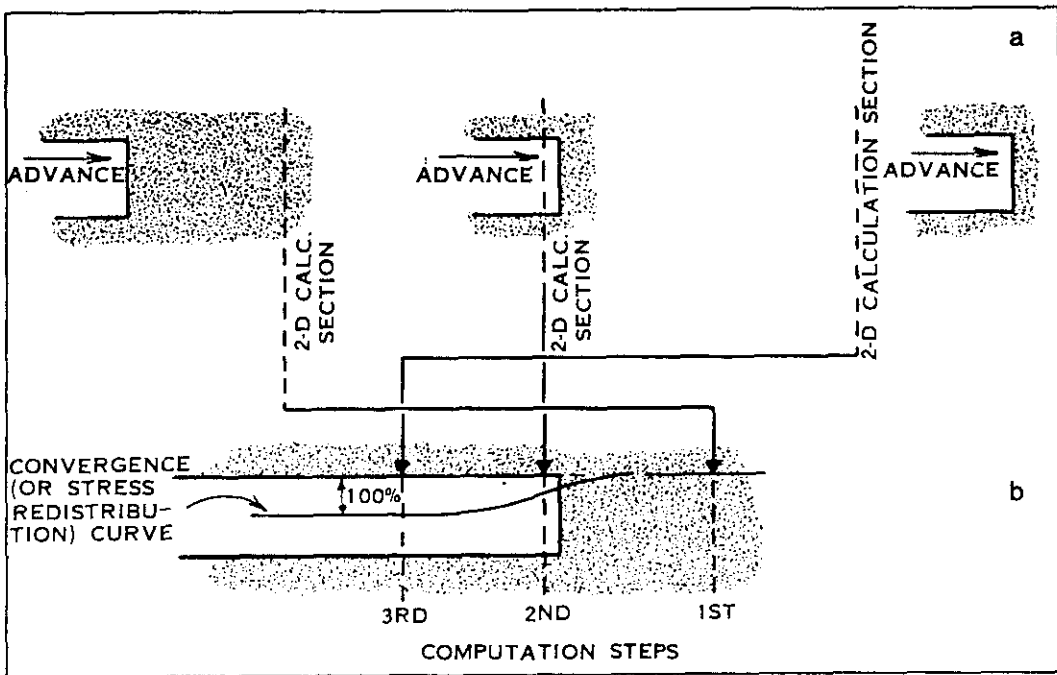 a
ADVANCE
ADVANCE
ADVANCE
2-D CALC.
SECTION
2-D CALC.
SECTION
2-D CALCULATION SECTION
CONVERGENCE
(OR STRESS
REDISTRIBU-
TION) CURVE
100%
b
3RD
2ND
1ST
COMPUTATION STEPS